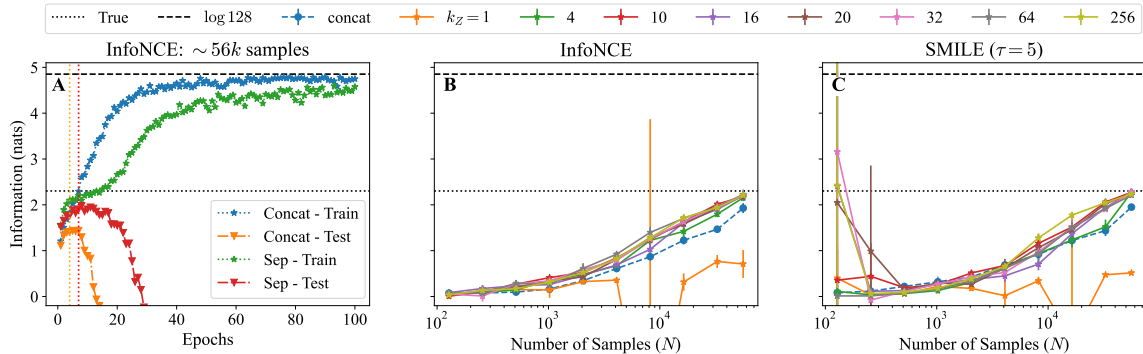 True log 128 concat k_Z = 1 4 10 16 20 32 64 256
InfoNCE: ∼ 56k samples
InfoNCE
SMILE (τ = 5)
A
B
C
Information (nats)
5
4
3
2
1
0
Concat - Train
Concat - Test
Sep - Train
Sep - Test
0 20 40 60 80 100
10^2 10^3 10^4
10^2 10^3 10^4
Epochs
Number of Samples (N)
Number of Samples (N)